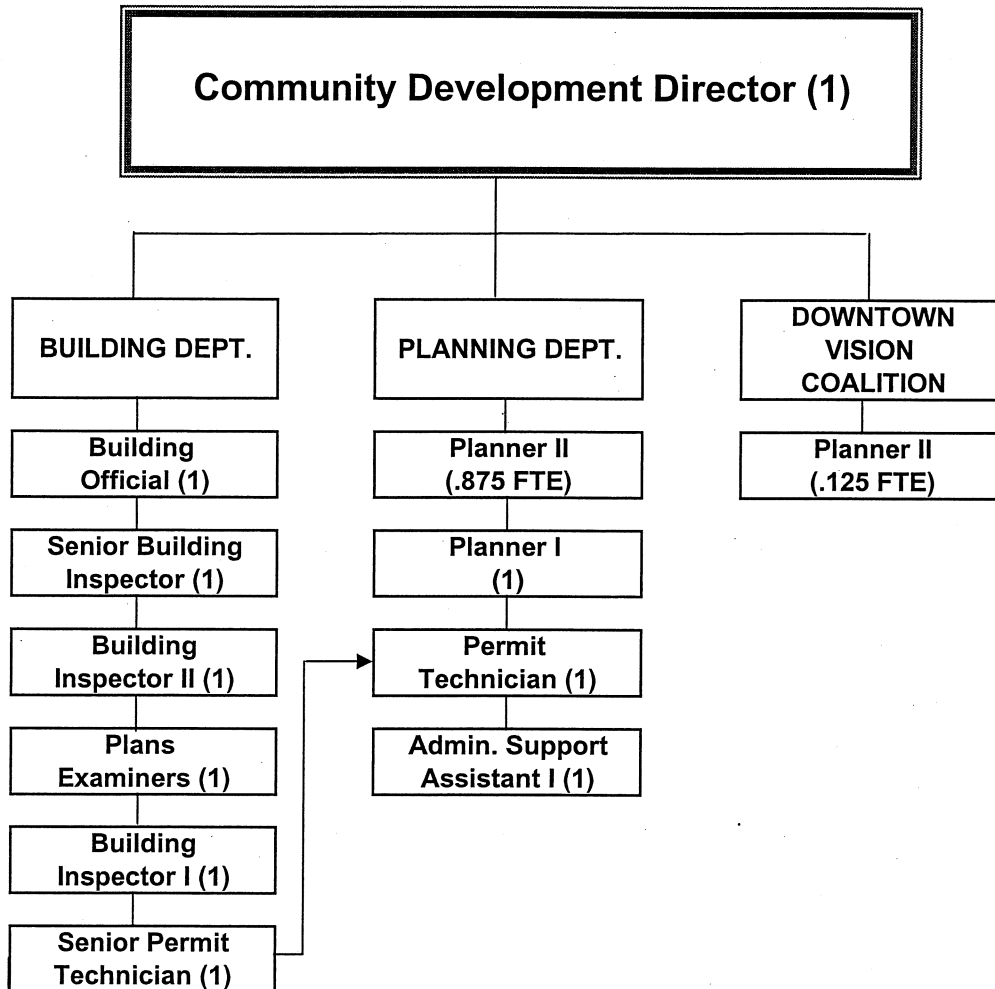 Community Development Director (1)
BUILDING DEPT.
Building
Official (1)
Senior Building
Inspector (1)
Building
Inspector II (1)
Plans
Examiners (1)
Building
Inspector I (1)
Senior Permit
Technician (1)
PLANNING DEPT.
Planner II
(.875 FTE)
Planner I
(1)
Permit
Technician (1)
Admin. Support
Assistant I (1)
DOWNTOWN
VISION
COALITION
Planner II
(.125 FTE)